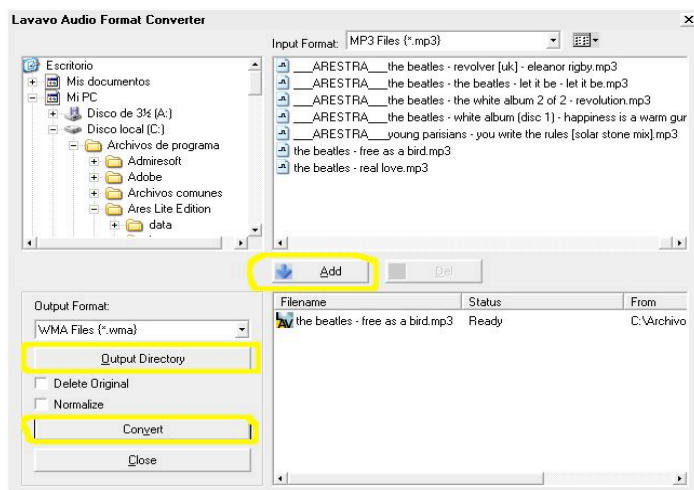 Lavavo Audio Format Converter
Input Format: MP3 Files (*.mp3)
Escritorio
Mis documentos
Mi PC
Disco de 3½ (A:)
Disco local (C:)
Archivos de programa
Admiresoft
Adobe
Archivos comunes
Ares Lite Edition
data
___ARESTRA___the beatles - revolver [uk] - eleanor rigby.mp3
___ARESTRA___the beatles - the beatles - let it be - let it be.mp3
___ARESTRA___the beatles - the white album 2 of 2 - revolution.mp3
___ARESTRA___the beatles - white album (disc 1) - happiness is a warm gun
___ARESTRA___young parisians - you write the rules [solar stone mix].mp3
the beatles - free as a bird.mp3
the beatles - real love.mp3
Add
Del
Output Format:
WMA Files (*.wma)
Output Directory
Delete Original
Normalize
Convert
Close
Filename Status From
the beatles - free as a bird.mp3 Ready C:\Archivo